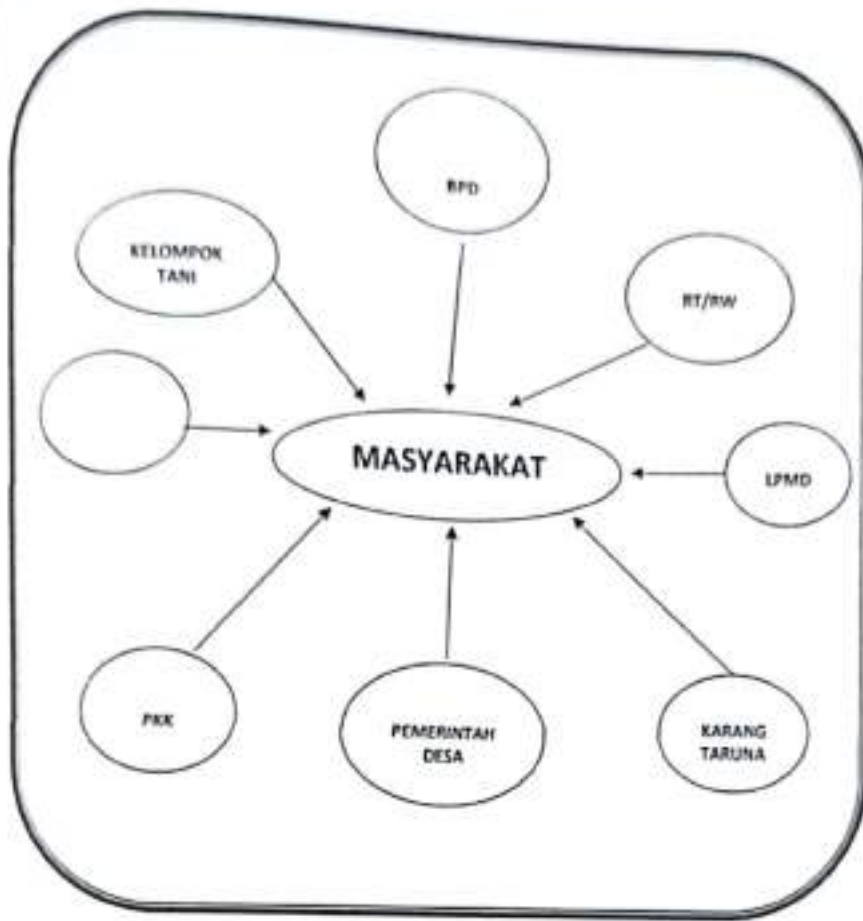 BPD
KELOMPOK
TANI
RT/RW
MASYARAKAT
LPMD
PKK
PEMERINTAH
DESA
KARANG
TARUNA